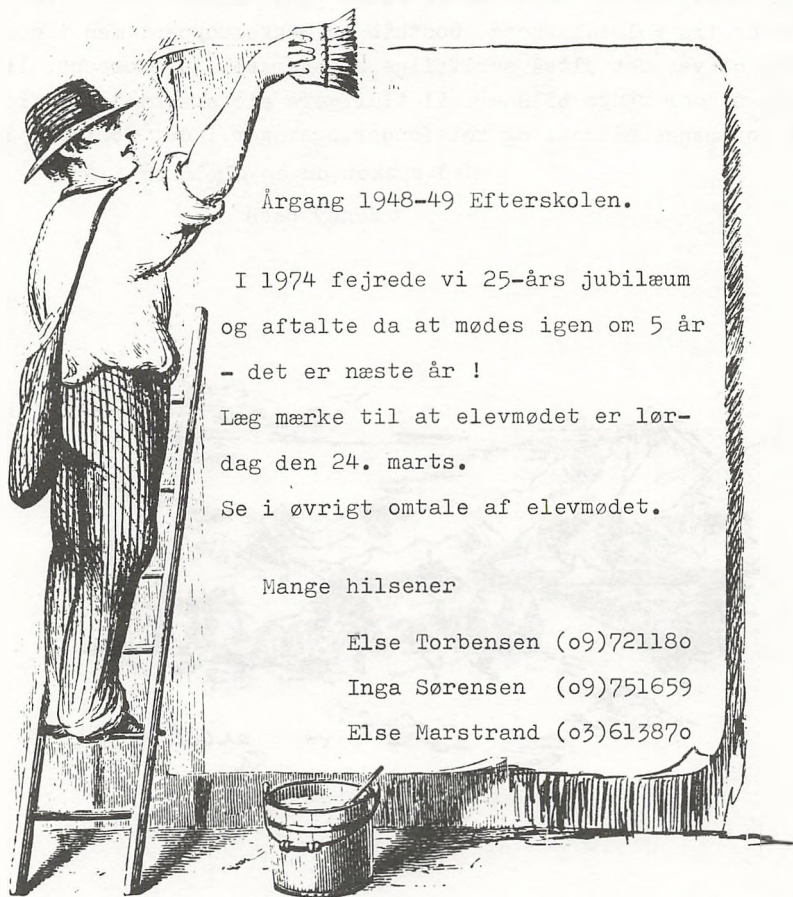 Årgang 1948-49 Efterskolen.
I 1974 fejrede vi 25-års jubilæum
og aftalte da at mødes igen om 5 år
- det er næste år !
Læg mærke til at elevmødet er lør-
dag den 24. marts.
Se i øvrigt omtale af elevmødet.
Mange hilsener
Else Torbensen (o9)72118o
Inga Sørensen (o9)751659
Else Marstrand (o3)61387o